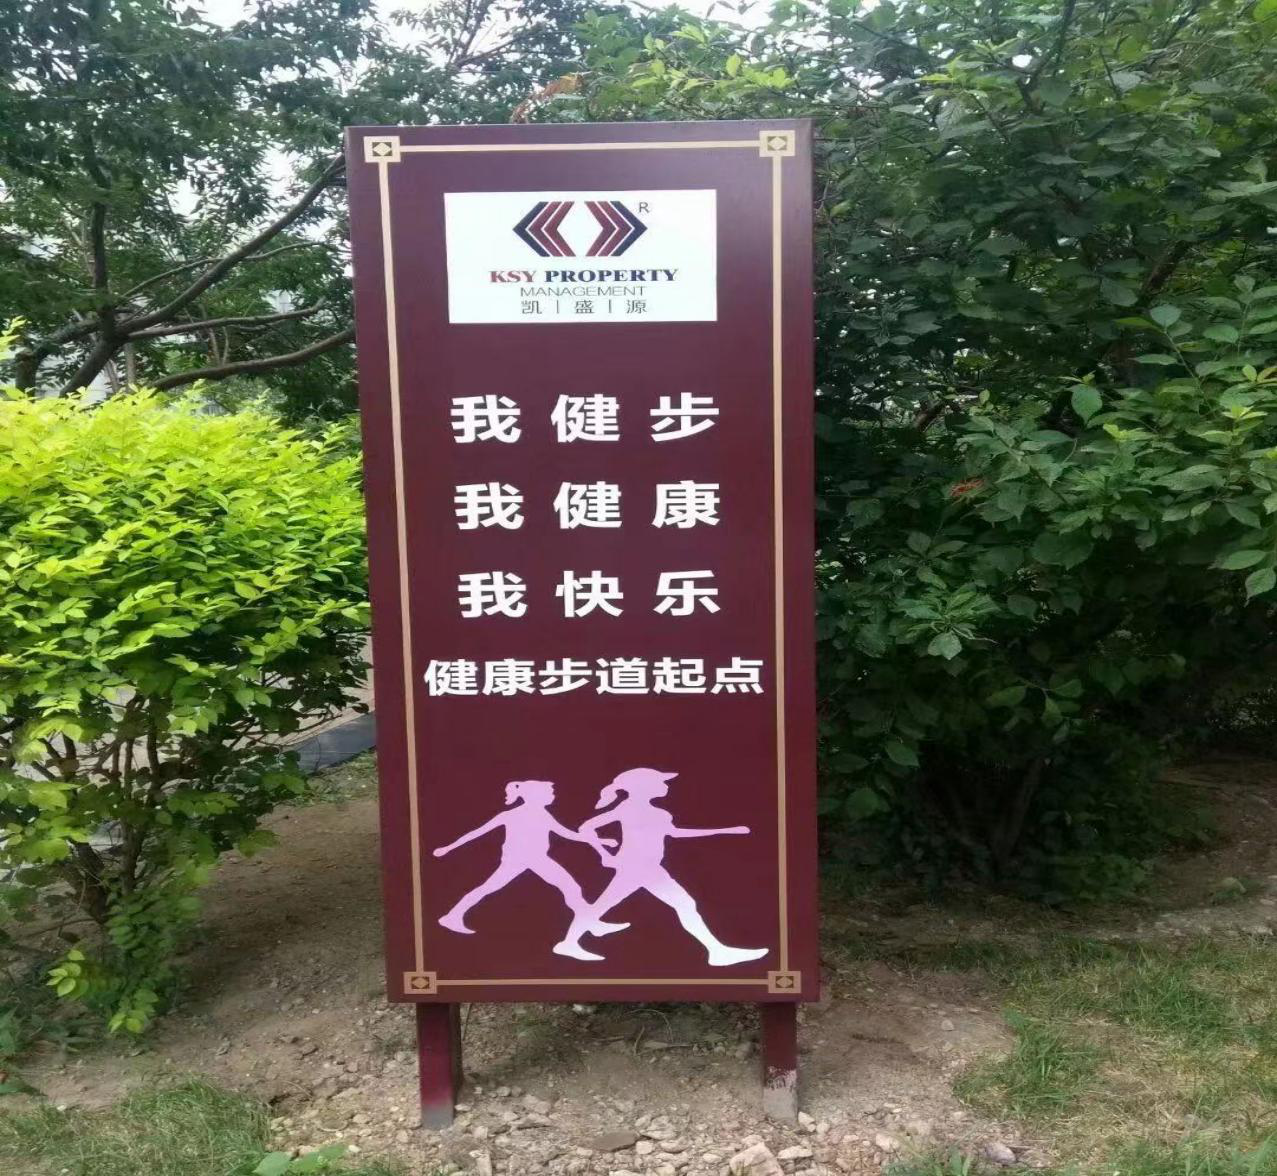 R
KSY PROPERTY
MANAGEMENT
凯 | 盛 | 源
我健步
我健康
我快乐
健康步道起点